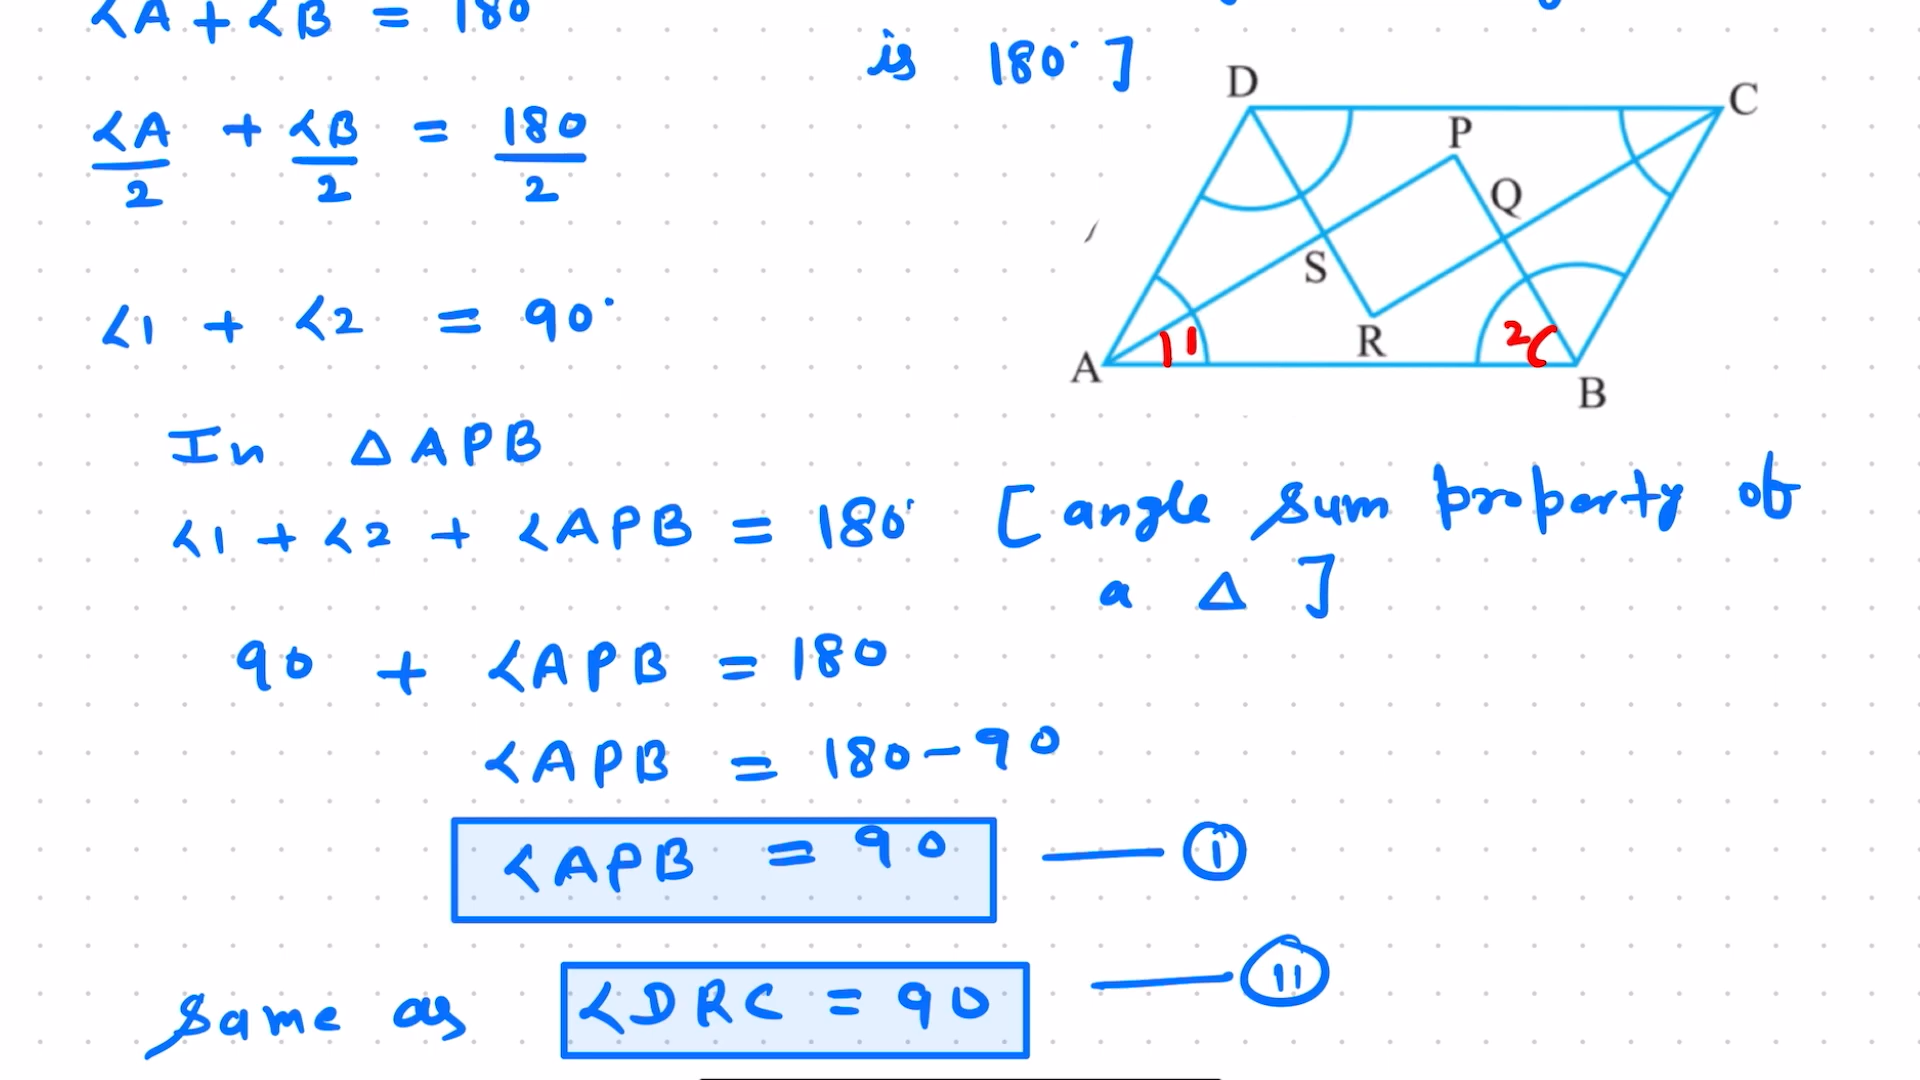 ∠A + ∠B = 180
is 180° ]
∠A/2 + ∠B/2 = 180/2
∠1 + ∠2 = 90°
D
C
P
Q
S
R
A
1
2
B
In Δ APB
∠1 + ∠2 + ∠APB = 180° [ angle sum property of
a Δ ]
90 + ∠APB = 180
∠APB = 180-90
∠APB = 90 — (i)
Same as ∠DRC = 90 — (ii)